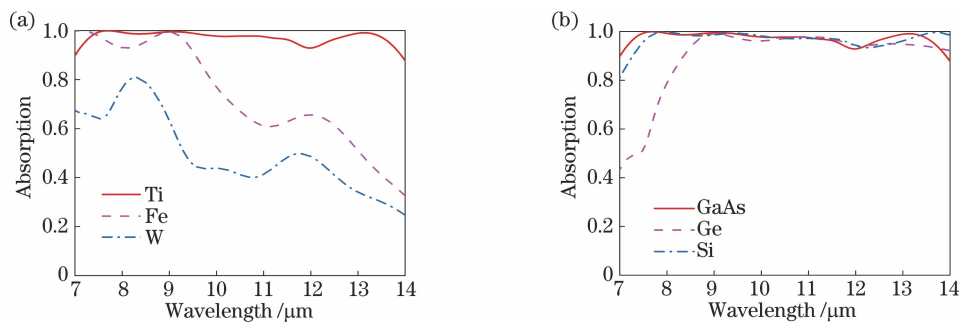 (a)
1.0
0.8
0.6
0.4
0.2
0
Absorption
Ti
Fe
W
7 8 9 10 11 12 13 14
Wavelength /μm
(b)
1.0
0.8
0.6
0.4
0.2
0
Absorption
GaAs
Ge
Si
7 8 9 10 11 12 13 14
Wavelength /μm